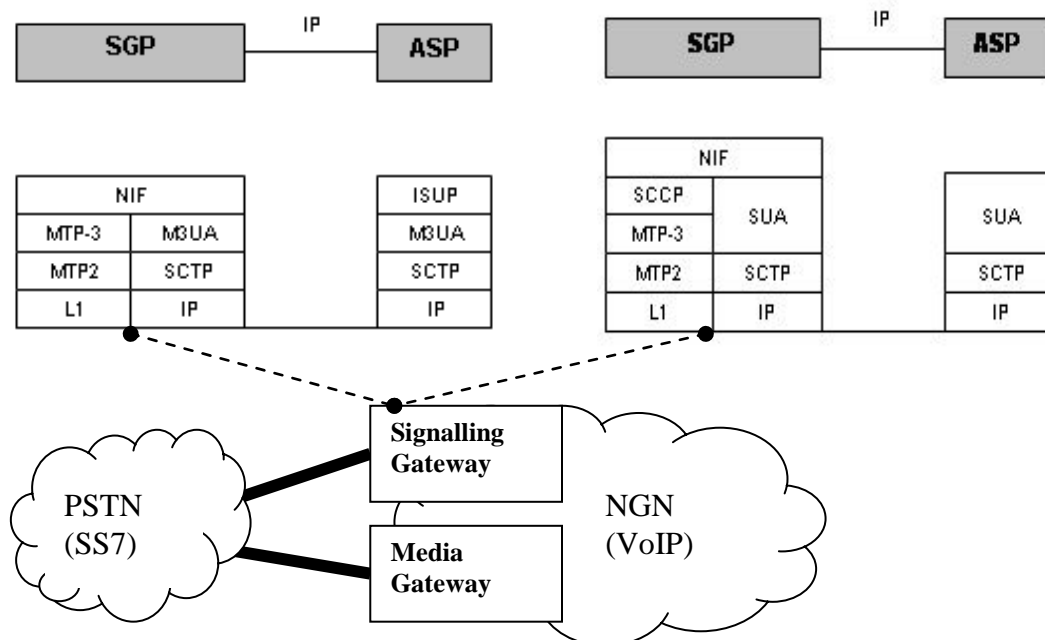 SGP IP ASP
SGP IP ASP
NIF
MTP-3 M3UA
MTP2 SCTP
L1 IP
ISUP
M3UA
SCTP
IP
NIF
SCCP SUA
MTP-3
MTP2 SCTP
L1 IP
SUA
SCTP
IP
Signalling
Gateway
PSTN
(SS7)
NGN
(VoIP)
Media
Gateway